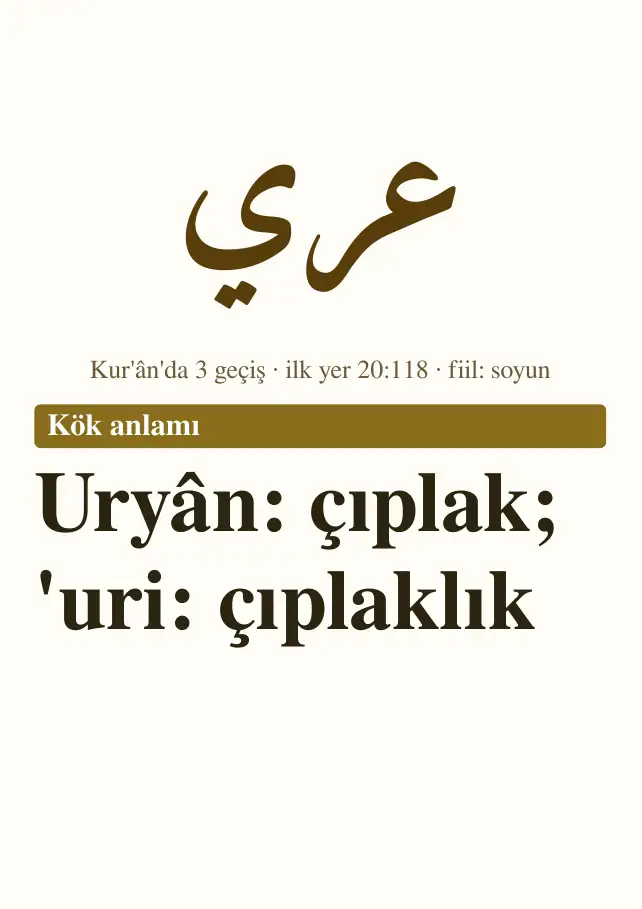 عري
Kur'ân'da 3 geçiş · ilk yer 20:118 · fiil: soyun
Kök anlamı
Uryân: çıplak;
'uri: çıplaklık